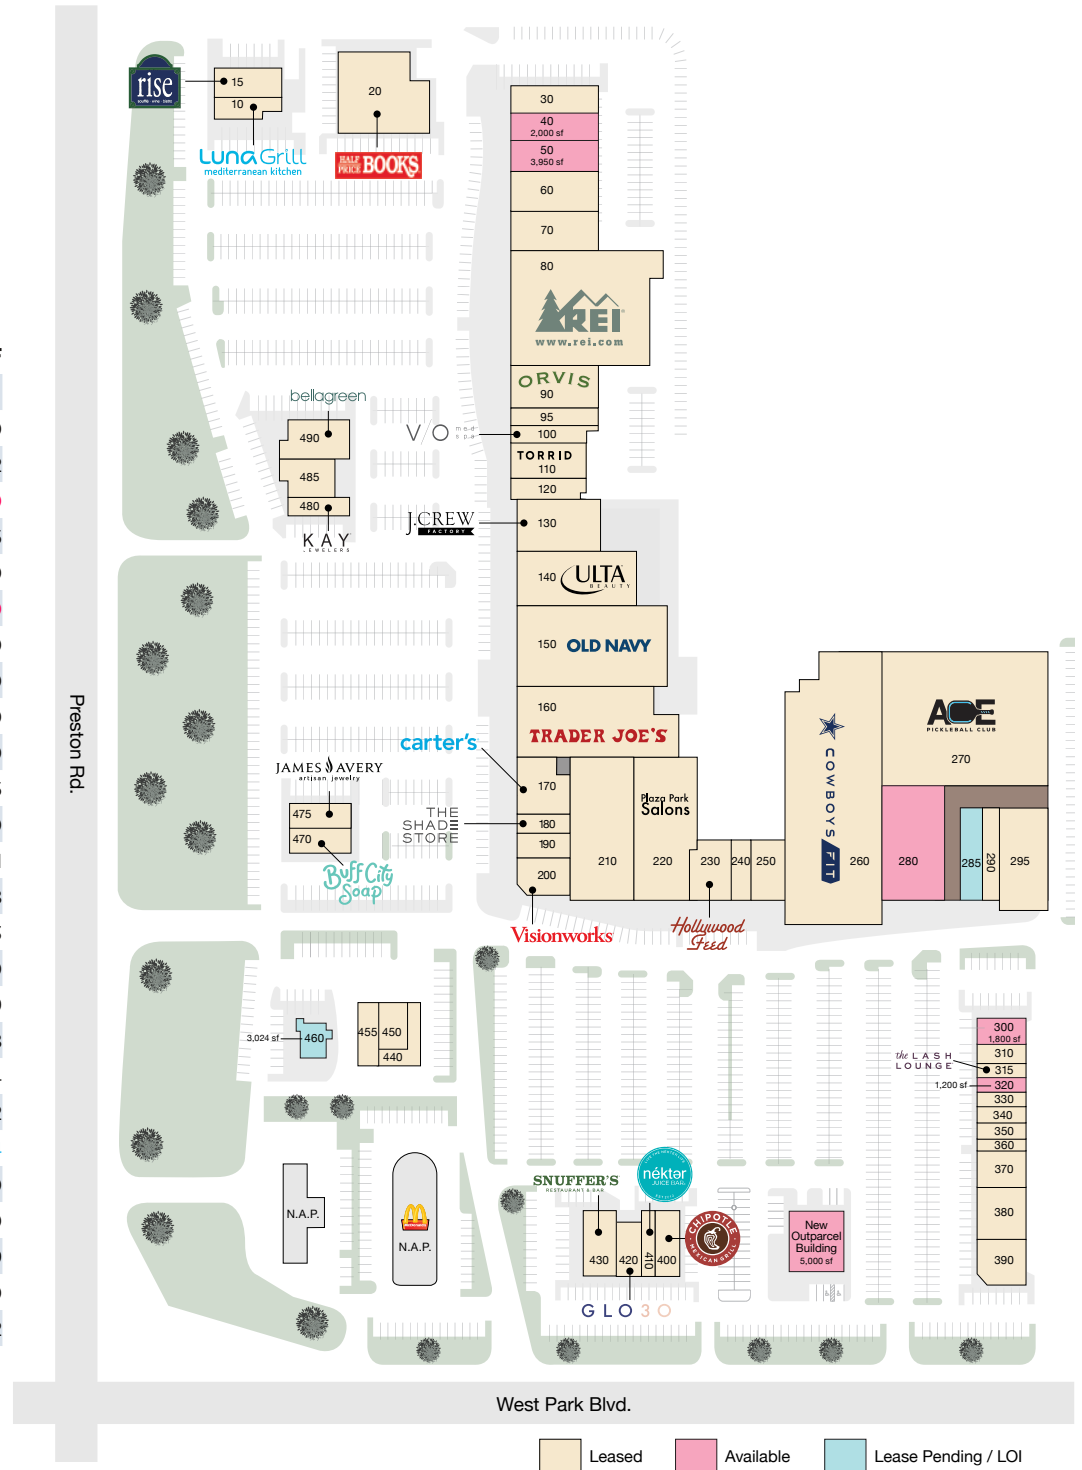 rise
15
10
LUNA Grill
mediterranean kitchen
20
HALF PRICE BOOKS
30
40
2,000 sf
50
3,950 sf
60
70
80
REI
www.rei.com
ORVIS
90
95
V/O med spa
100
TORRID
110
120
bellagreen
490
485
480
KAY
JEWELERS
J.CREW
FACTORY
130
140
ULTA
BEAUTY
150
OLD NAVY
160
TRADER JOE'S
carter's
170
JAMES AVERY
artisan jewelry
475
470
Buff City
Soap
THE
SHADE
STORE
180
190
200
Visionworks
210
Plaza Park
Salons
220
230
240
250
Hollywood
Feed
COWBOYS
FIT
260
ACE
PICKLEBALL CLUB
270
280
285
290
295
Preston Rd.
3,024 sf
460
455
450
440
300
1,800 sf
310
the LASH
LOUNGE
315
1,200 sf
320
330
340
350
360
370
380
390
N.A.P.
N.A.P.
SNUFFER'S
RESTAURANT & BAR
néktar
JUICE BAR
CHIPOTLE
MEXICAN GRILL
430
420
410
400
GLO30
New
Outparcel
Building
5,000 sf
West Park Blvd.
Leased
Available
Lease Pending / LOI